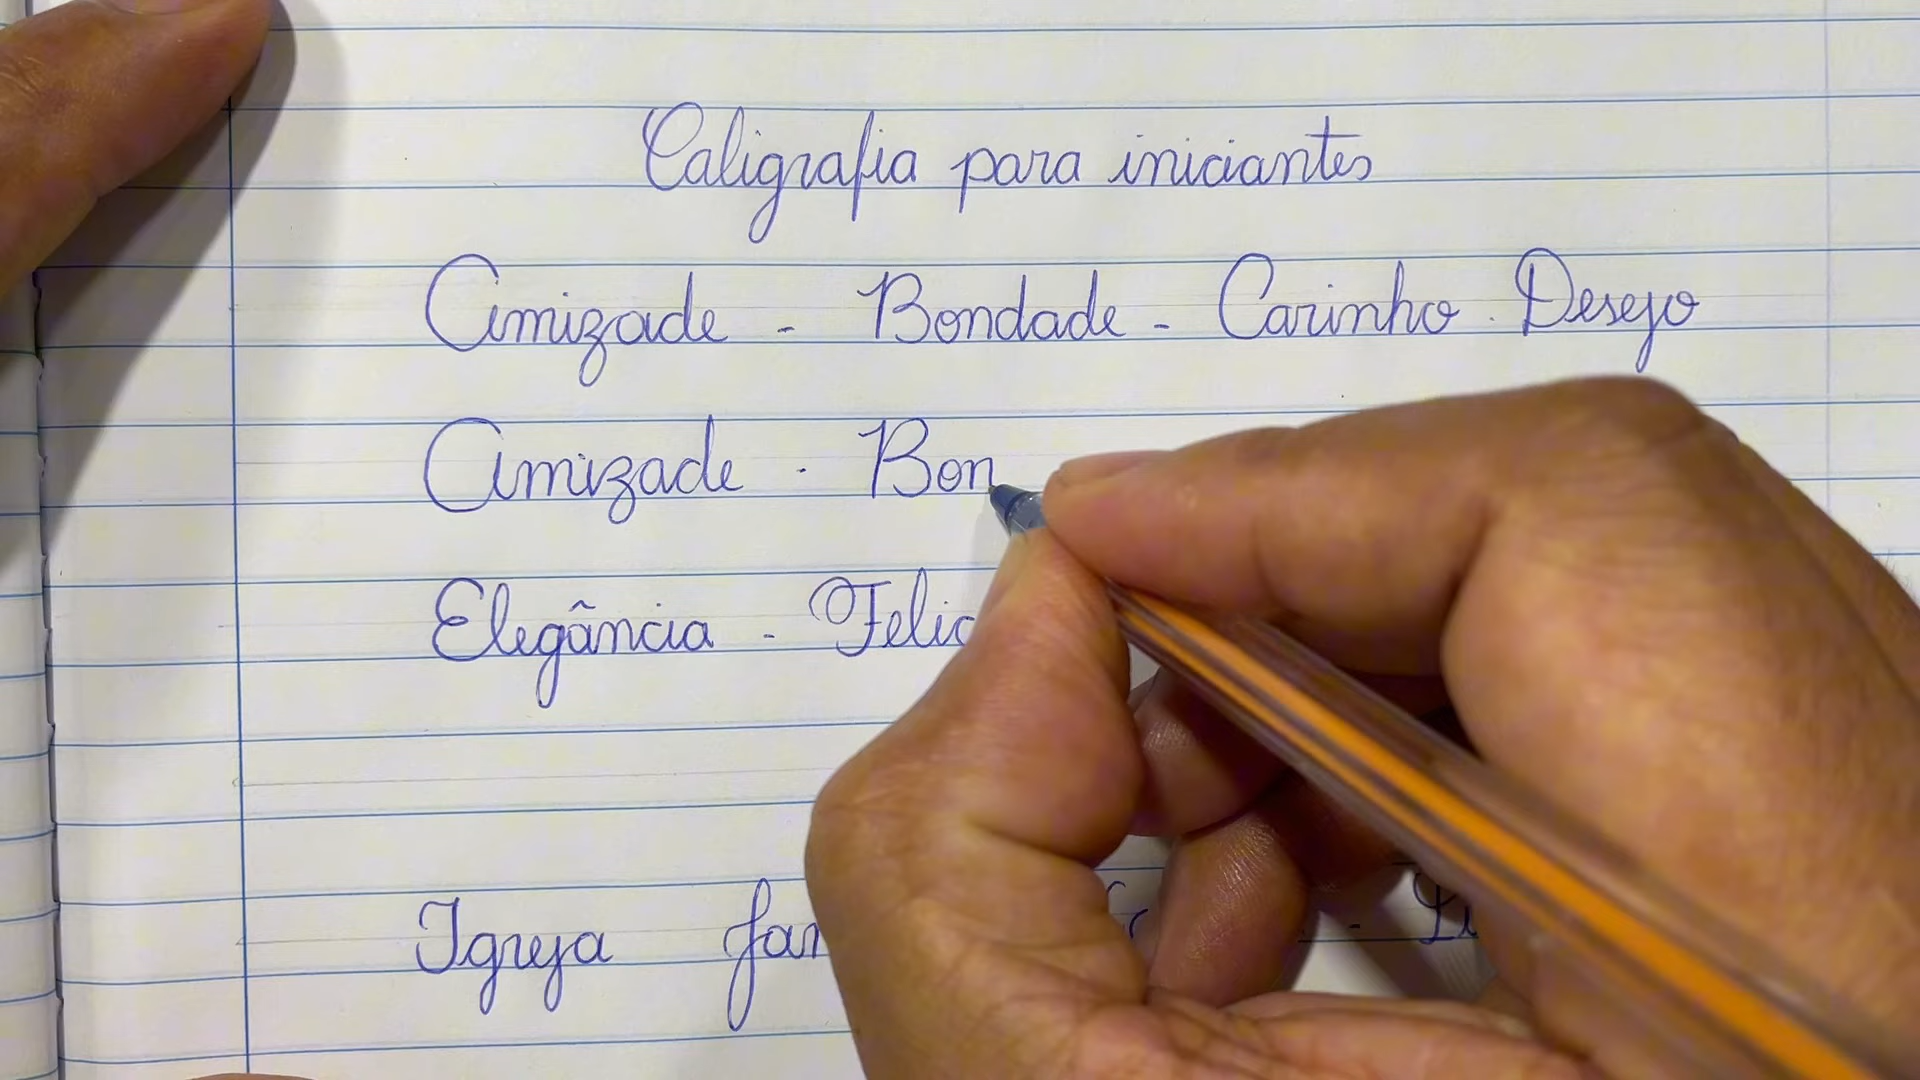 Caligrafia para iniciantes
Amizade - Bondade - Carinho - Desejo
Amizade - Bon
Elegância - Felic
Igreja